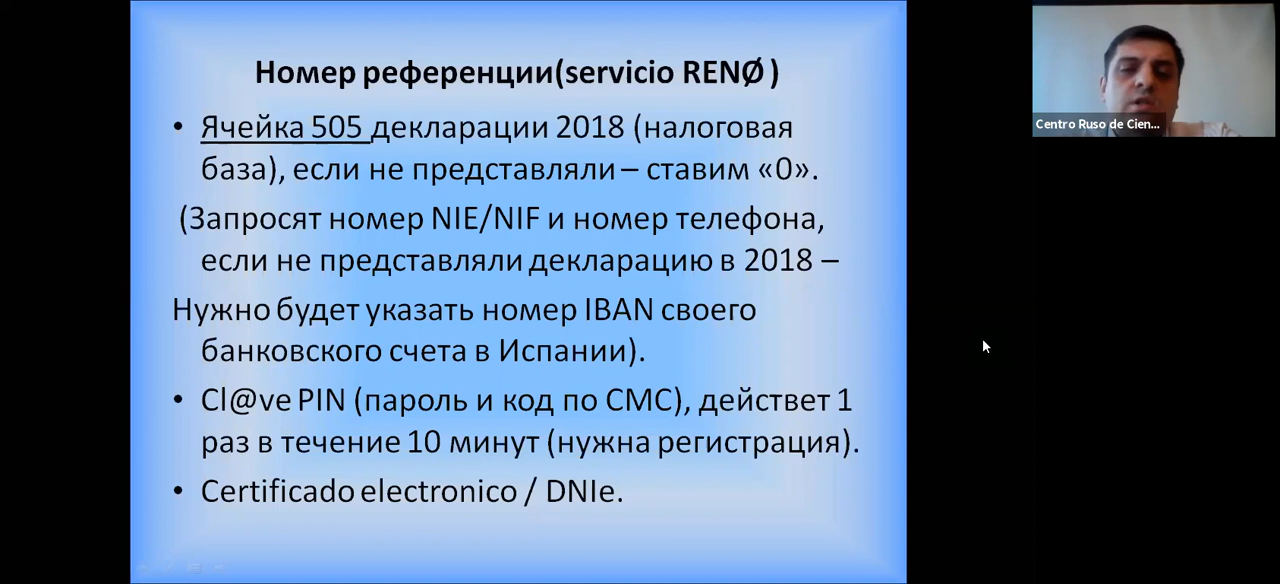 Номер референции(servicio RENØ )
• Ячейка 505 декларации 2018 (налоговая
база), если не представляли – ставим «0».
(Запросят номер NIE/NIF и номер телефона,
если не представляли декларацию в 2018 –
Нужно будет указать номер IBAN своего
банковского счета в Испании).
• Cl@ve PIN (пароль и код по СМС), действет 1
раз в течение 10 минут (нужна регистрация).
• Certificado electronico / DNIe.
Centro Ruso de Cien...